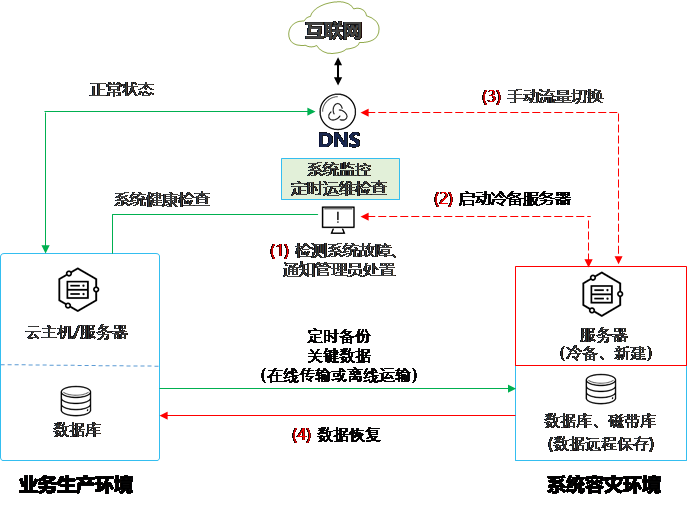 互联网
正常状态
(3) 手动流量切换
DNS
系统监控
定时运维检查
系统健康检查
(2) 启动冷备服务器
(1) 检测系统故障、
通知管理员处置
云主机/服务器
定时备份
关键数据
(在线传输或离线运输)
服务器
(冷备、新建)
数据库
数据库、磁带库
(数据远程保存)
(4) 数据恢复
业务生产环境
系统容灾环境